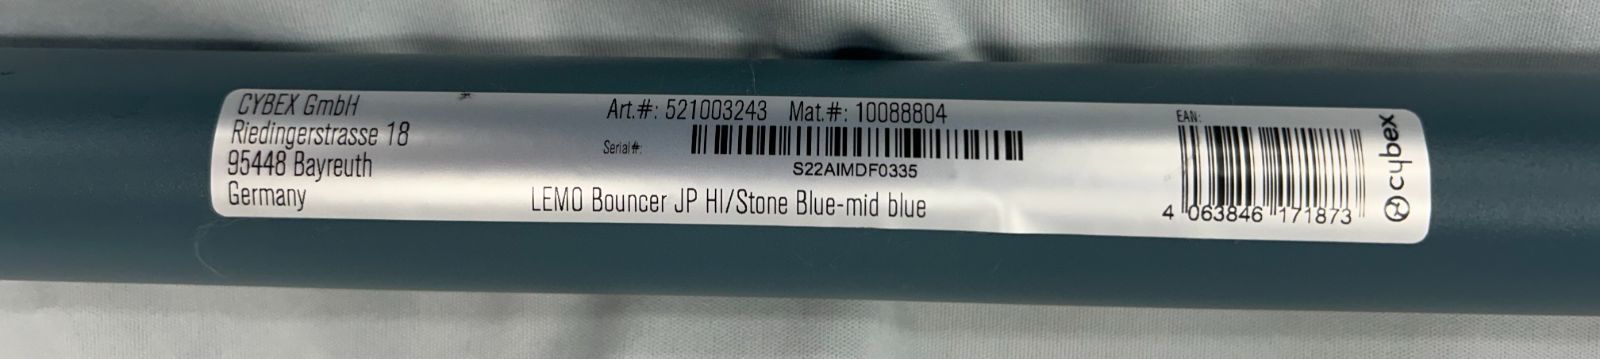 CYBEX GmbH
Riedingerstrasse 18
95448 Bayreuth
Germany
Art.#: 521003243 Mat.#: 10088804
Serial#:
S22AIMDF0335
LEMO Bouncer JP HI/Stone Blue-mid blue
EAN:
4 063846 171873
cybex